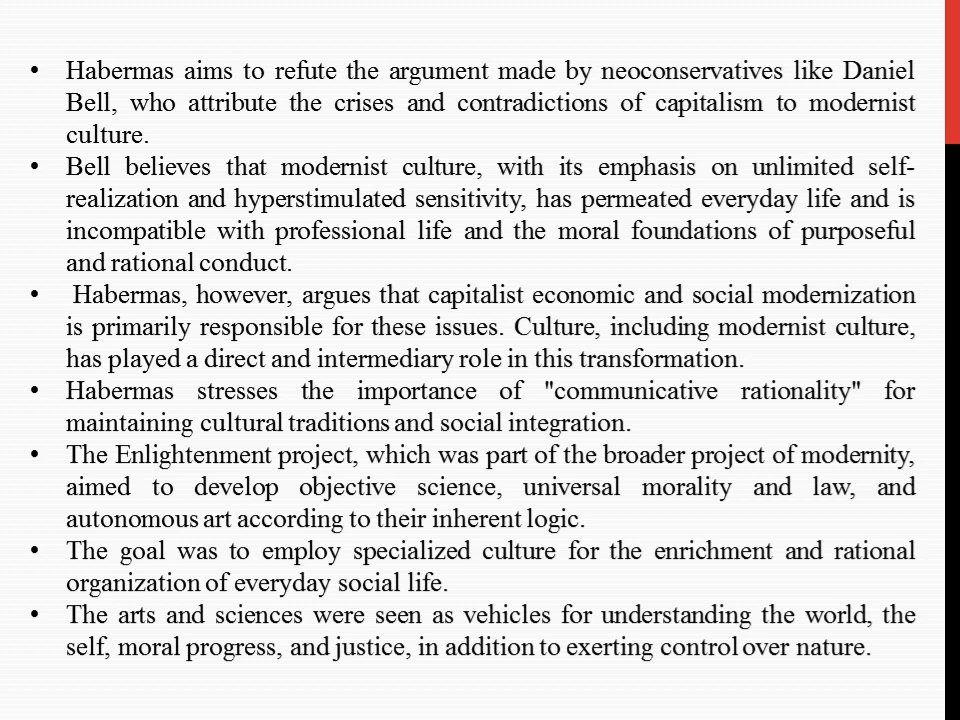 • Habermas aims to refute the argument made by neoconservatives like Daniel
Bell, who attribute the crises and contradictions of capitalism to modernist
culture.
• Bell believes that modernist culture, with its emphasis on unlimited self-
realization and hyperstimulated sensitivity, has permeated everyday life and is
incompatible with professional life and the moral foundations of purposeful
and rational conduct.
• Habermas, however, argues that capitalist economic and social modernization
is primarily responsible for these issues. Culture, including modernist culture,
has played a direct and intermediary role in this transformation.
• Habermas stresses the importance of "communicative rationality" for
maintaining cultural traditions and social integration.
• The Enlightenment project, which was part of the broader project of modernity,
aimed to develop objective science, universal morality and law, and
autonomous art according to their inherent logic.
• The goal was to employ specialized culture for the enrichment and rational
organization of everyday social life.
• The arts and sciences were seen as vehicles for understanding the world, the
self, moral progress, and justice, in addition to exerting control over nature.